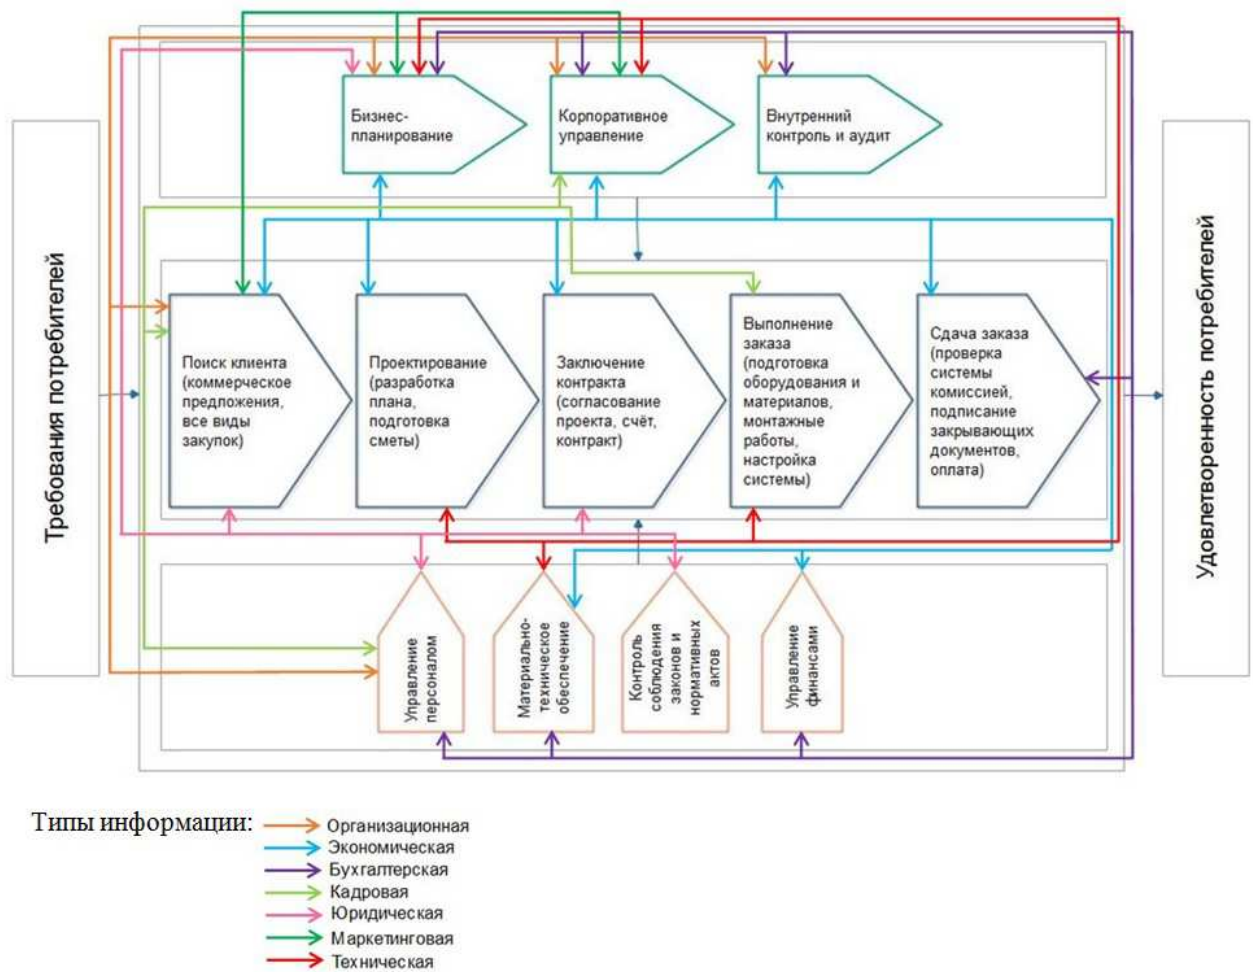 Бизнес-
планирование
Корпоративное
управление
Внутренний
контроль и аудит
Требования потребителей
Поиск клиента
(коммерческое
предложения,
все виды
закупок)
Проектирование
(разработка
плана,
подготовка
сметы)
Заключение
контракта
(согласование
проекта, счёт,
контракт)
Выполнение
заказа
(подготовка
оборудования и
материалов,
монтажные
работы,
настройка
системы)
Сдача заказа
(проверка
системы
комиссией,
подписание
закрывающих
документов,
оплата)
Удовлетворенность потребителей
Управление
персоналом
Материально-
техническое
обеспечение
Контроль
соблюдения
законов и
нормативных
актов
Управление
финансами
Типы информации:
Организационная
Экономическая
Бухгалтерская
Кадровая
Юридическая
Маркетинговая
Техническая